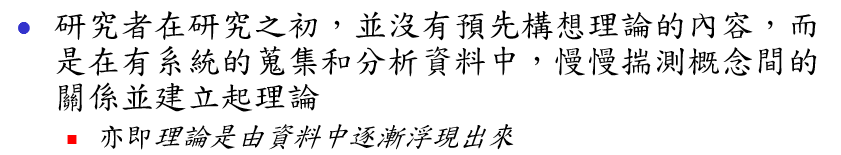 ● 研究者在研究之初，並沒有預先構想理論的內容，而
是在有系統的蒐集和分析資料中，慢慢揣測概念間的
關係並建立起理論
■ 亦即理論是由資料中逐漸浮現出來